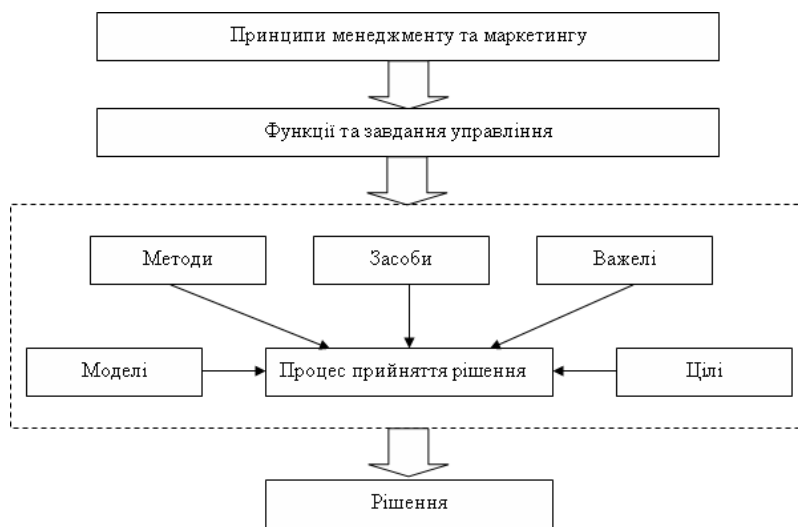 Принципи менеджменту та маркетингу
Функції та завдання управління
Методи
Засоби
Важелі
Моделі
Процес прийняття рішення
Цілі
Рішення